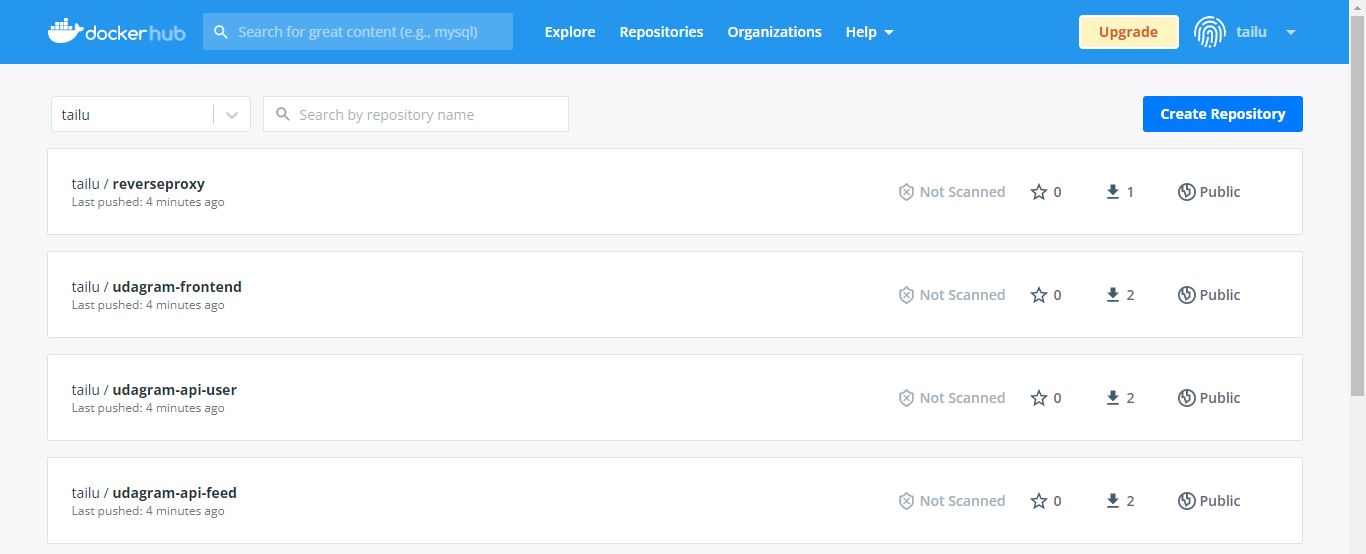 dockerhub Search for great content (e.g., mysql) Explore Repositories Organizations Help Upgrade tailu
tailu Search by repository name Create Repository
tailu / reverseproxy
Last pushed: 4 minutes ago
Not Scanned 0 1 Public
tailu / udagram-frontend
Last pushed: 4 minutes ago
Not Scanned 0 2 Public
tailu / udagram-api-user
Last pushed: 4 minutes ago
Not Scanned 0 2 Public
tailu / udagram-api-feed
Last pushed: 4 minutes ago
Not Scanned 0 2 Public